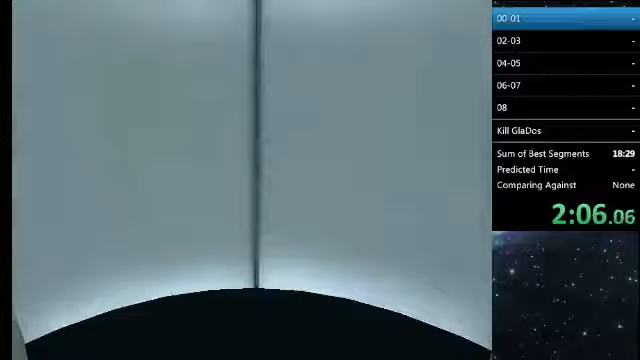 00-01 -
02-03 -
04-05 -
06-07 -
08 -
Kill GlaDos -
Sum of Best Segments 18:29
Predicted Time -
Comparing Against None
2:06.06